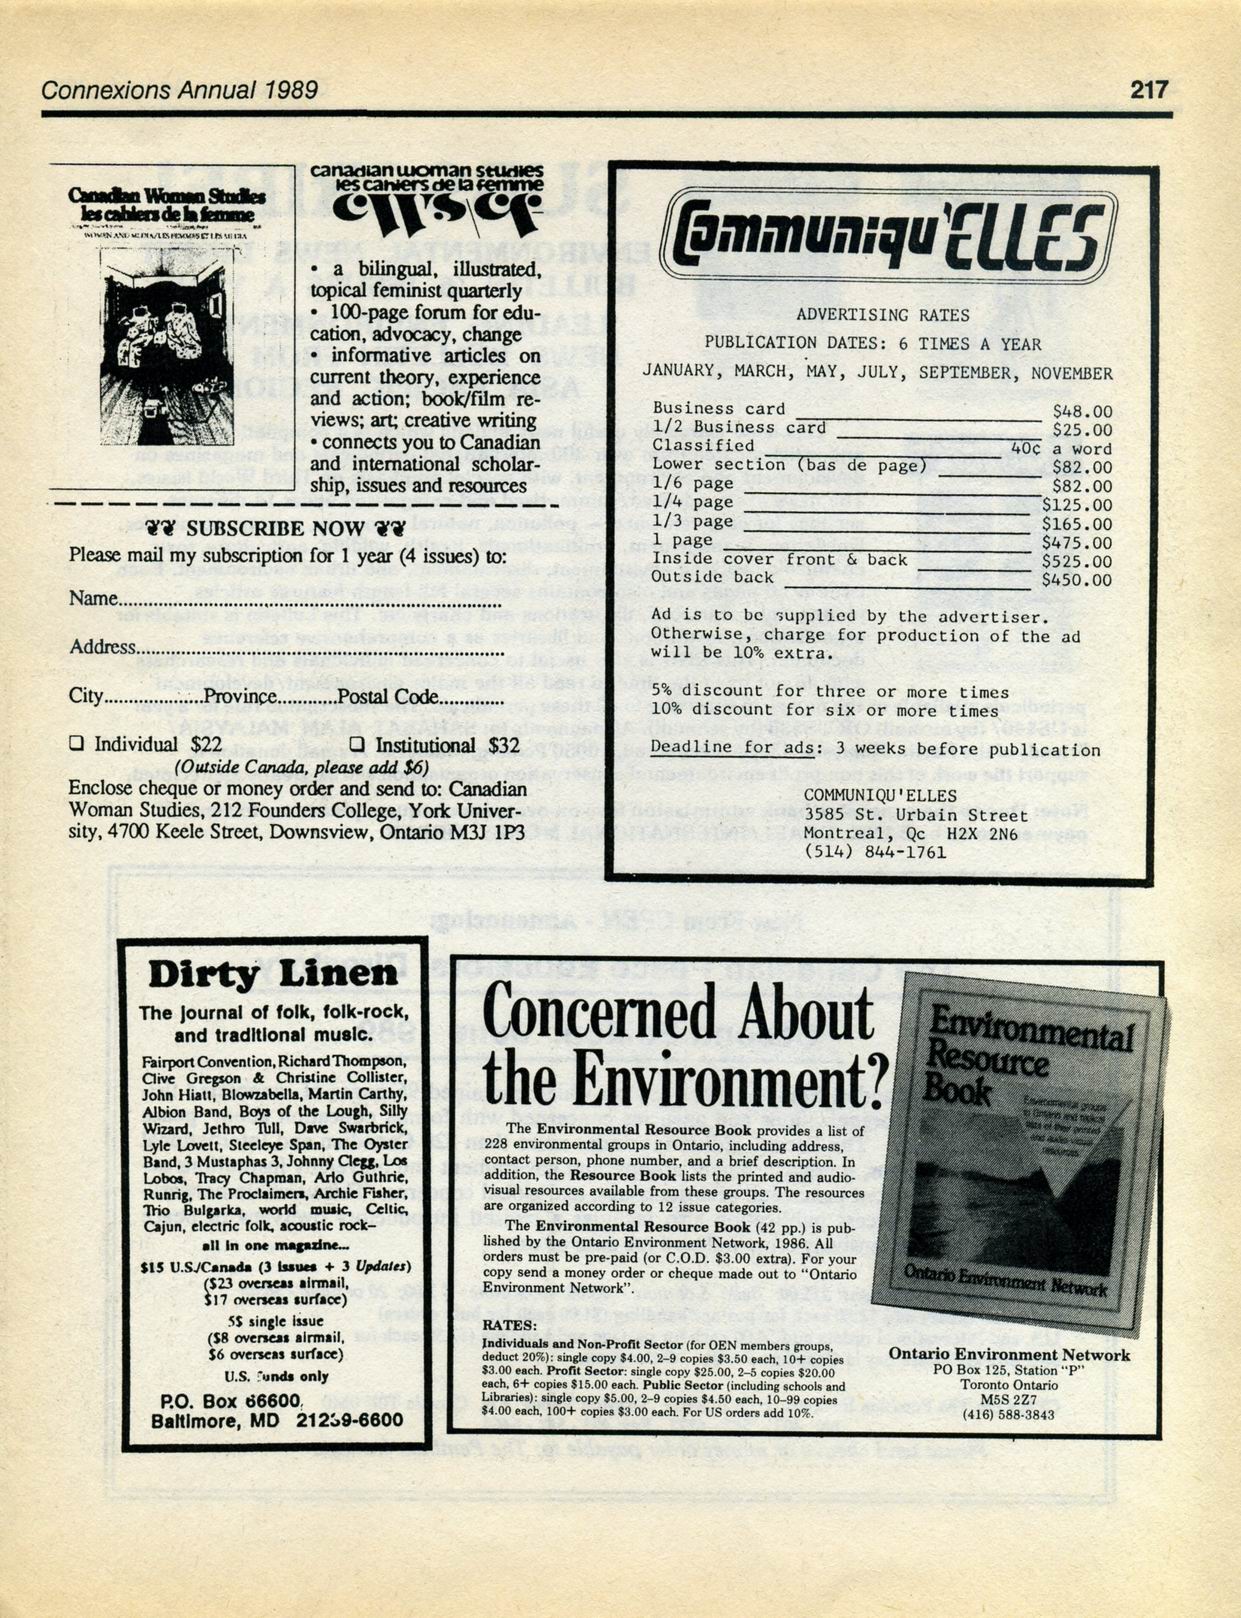 Connexions Annual 1989
217
Canadian Woman Studies
les cahiers de la femme
canadian woman studies
les cahiers de la femme
cws/cf
• a bilingual, illustrated,
topical feminist quarterly
• 100-page forum for edu-
cation, advocacy, change
• informative articles on
current theory, experience
and action; book/film re-
views; art; creative writing
• connects you to Canadian
and international scholar-
ship, issues and resources
SUBSCRIBE NOW
Please mail my subscription for 1 year (4 issues) to:
Name
Address
City Province Postal Code
☐ Individual $22 ☐ Institutional $32
(Outside Canada, please add $6)
Enclose cheque or money order and send to: Canadian
Woman Studies, 212 Founders College, York Univer-
sity, 4700 Keele Street, Downsview, Ontario M3J 1P3
Communiqu'ELLES
ADVERTISING RATES
PUBLICATION DATES: 6 TIMES A YEAR
JANUARY, MARCH, MAY, JULY, SEPTEMBER, NOVEMBER
Business card $48.00
1/2 Business card $25.00
Classified 40¢ a word
Lower section (bas de page) $82.00
1/6 page $82.00
1/4 page $125.00
1/3 page $165.00
1 page $475.00
Inside cover front & back $525.00
Outside back $450.00
Ad is to be supplied by the advertiser.
Otherwise, charge for production of the ad
will be 10% extra.
5% discount for three or more times
10% discount for six or more times
Deadline for ads: 3 weeks before publication
COMMUNIQU'ELLES
3585 St. Urbain Street
Montreal, Qc H2X 2N6
(514) 844-1761
Dirty Linen
The journal of folk, folk-rock,
and traditional music.
Fairport Convention, Richard Thompson,
Clive Gregson & Christine Collister,
John Hiatt, Blowzabella, Martin Carthy,
Albion Band, Boys of the Lough, Silly
Wizard, Jethro Tull, Dave Swarbrick,
Lyle Lovett, Steeleye Span, The Oyster
Band, 3 Mustaphas 3, Johnny Clegg, Los
Lobos, Tracy Chapman, Arlo Guthrie,
Runrig, The Proclaimers, Archie Fisher,
Trio Bulgarka, world music, Celtic,
Cajun, electric folk, acoustic rock–
all in one magazine...
$15 U.S./Canada (3 issues + 3 Updates)
($23 overseas airmail,
$17 overseas surface)
5$ single issue
($8 overseas airmail,
$6 overseas surface)
U.S. funds only
P.O. Box 66600,
Baltimore, MD 21239-6600
Concerned About
the Environment?
The Environmental Resource Book provides a list of
228 environmental groups in Ontario, including address,
contact person, phone number, and a brief description. In
addition, the Resource Book lists the printed and audio-
visual resources available from these groups. The resources
are organized according to 12 issue categories.
The Environmental Resource Book (42 pp.) is pub-
lished by the Ontario Environment Network, 1986. All
orders must be pre-paid (or C.O.D. $3.00 extra). For your
copy send a money order or cheque made out to "Ontario
Environment Network".
RATES:
Individuals and Non-Profit Sector (for OEN members groups,
deduct 20%): single copy $4.00, 2–9 copies $3.50 each, 10+ copies
$3.00 each. Profit Sector: single copy $25.00, 2–5 copies $20.00
each, 6+ copies $15.00 each. Public Sector (including schools and
Libraries): single copy $5.00, 2–9 copies $4.50 each, 10–99 copies
$4.00 each, 100+ copies $3.00 each. For US orders add 10%.
Environmental
Resource
Book
Environmental groups
in Ontario and topical
lists of their printed
and audio-visual
resources.
Ontario Environment Network
Ontario Environment Network
PO Box 125, Station "P"
Toronto Ontario
M5S 2Z7
(416) 588-3843